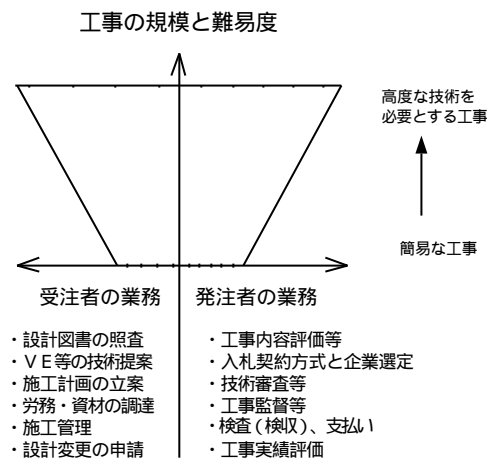 工事の規模と難易度
高度な技術を
必要とする工事
簡易な工事
受注者の業務
・設計図書の照査
・ＶＥ等の技術提案
・施工計画の立案
・労務・資材の調達
・施工管理
・設計変更の申請
発注者の業務
・工事内容評価等
・入札契約方式と企業選定
・技術審査等
・工事監督等
・検査(検収)、支払い
・工事実績評価